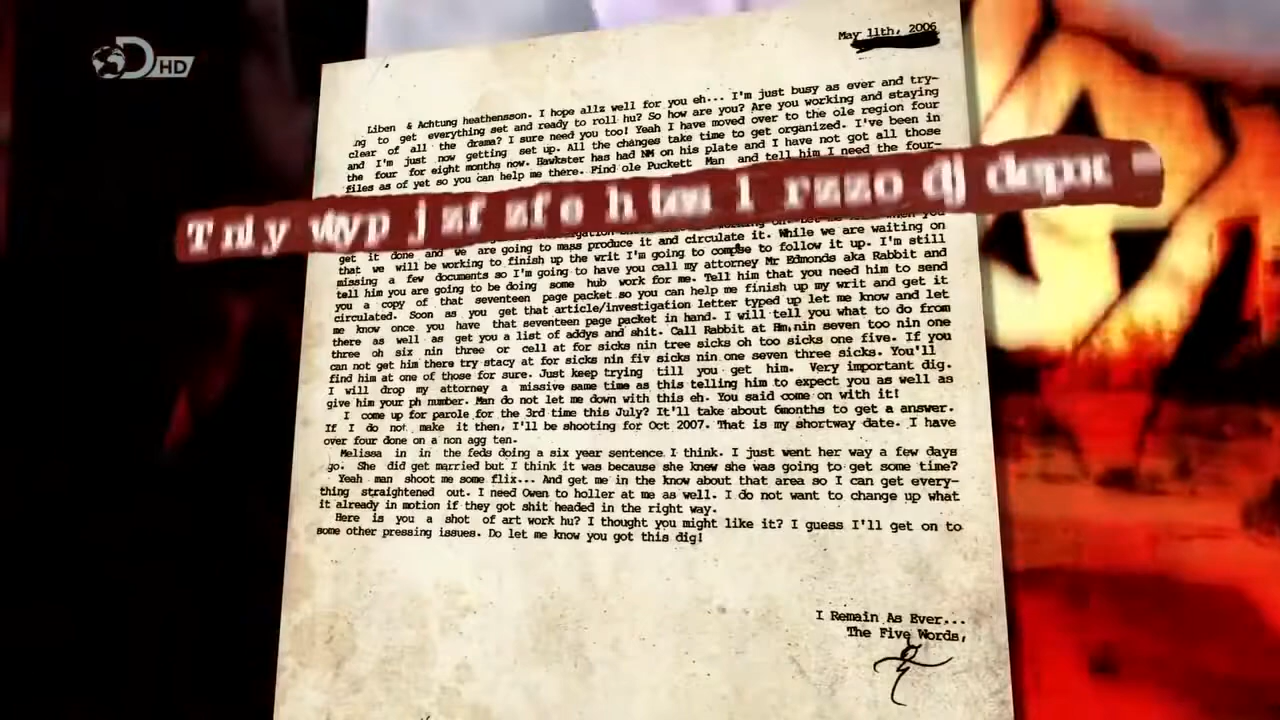 D HD
May 11th, 2006
Liben & Achtung heathensson. I hope allz well for you eh... I'm just busy as ever and try-
ng to get everything set and ready to roll hu? So how are you? Are you working and staying
clear of all the drama? I sure need you too! Yeah I have moved over to the ole region four
and I'm just now getting set up. All the changes take time to get organized. I've been in
the four for eight months now. Hawkster has had NM on his plate and I have not got all those
files as of yet so you can help me there. Find ole Puckett Man and tell him I need the four-
get it done and we are going to mass produce it and circulate it. While we are waiting on
that we will be working to finish up the writ I'm going to to follow it up. I'm still
missing a few documents so I'm going to have you call my attorney Mr Edmonds aka Rabbit and
tell him you are going to be doing some hub work for me. Tell him that you need him to send
you a copy of that seventeen page packet so you can help me finish up my writ and get it
circulated. Soon as you get that article/investigation letter typed up let me know and let
me know once you have that seventeen page packet in hand. I will tell you what to do from
there as well as get you a list of addys and shit. Call Rabbit at nin seven too nin one
three oh six nin three or cell at for sicks nin tree sicks oh too sicks one five. If you
can not get him there try stacy at for sicks nin fiv sicks nin one seven three sicks. You'll
find him at one of those for sure. Just keep trying till you get him. Very important dig.
I will drop my attorney a missive same time as this telling him to expect you as well as
give him your ph number. Man do not let me down with this eh. You said come on with it!
I come up for parole for the 3rd time this July? It'll take about 6months to get a answer.
If I do not make it then, I'll be shooting for Oct 2007. That is my shortway date. I have
over four done on a non agg ten.
Melissa in in the feds doing a six year sentence I think. I just went her way a few days
go. She did get married but I think it was because she knew she was going to get some time?
Yeah man shoot me some flix... And get me in the know about that area so I can get every-
thing straightened out. I need Owen to holler at me as well. I do not want to change up what
it already in motion if they got shit headed in the right way.
Here is you a shot of art work hu? I thought you might like it? I guess I'll get on to
some other pressing issues. Do let me know you got this dig!
I Remain As Ever...
The Five Words,